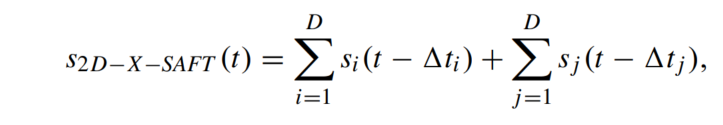 s_{2D-X-SAFT}(t) = \sum_{i=1}^{D} s_i(t - \Delta t_i) + \sum_{j=1}^{D} s_j(t - \Delta t_j),